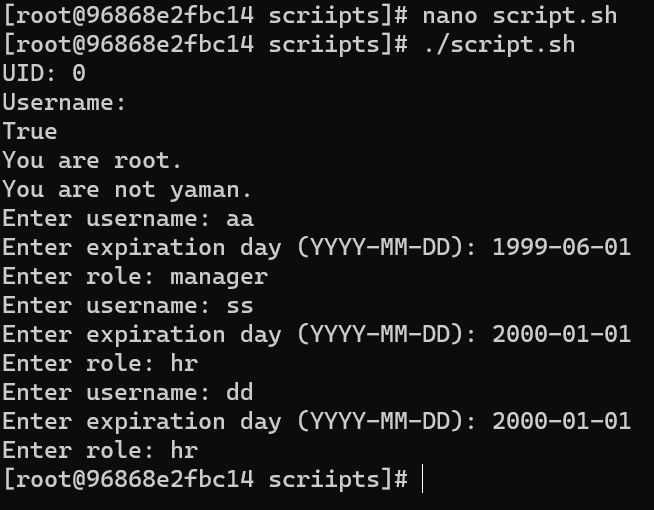 [root@96868e2fbc14 scriipts]# nano script.sh
[root@96868e2fbc14 scriipts]# ./script.sh
UID: 0
Username:
True
You are root.
You are not yaman.
Enter username: aa
Enter expiration day (YYYY-MM-DD): 1999-06-01
Enter role: manager
Enter username: ss
Enter expiration day (YYYY-MM-DD): 2000-01-01
Enter role: hr
Enter username: dd
Enter expiration day (YYYY-MM-DD): 2000-01-01
Enter role: hr
[root@96868e2fbc14 scriipts]#